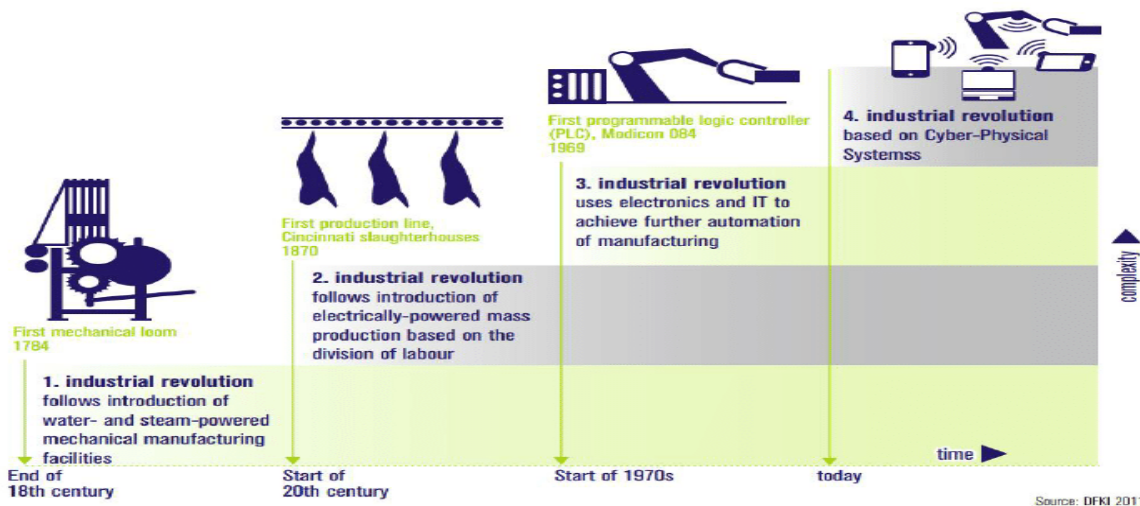 First mechanical loom
1784
1. industrial revolution
follows introduction of
water- and steam-powered
mechanical manufacturing
facilities
End of
18th century
First production line,
Cincinnati slaughterhouses
1870
2. industrial revolution
follows introduction of
electrically-powered mass
production based on the
division of labour
Start of
20th century
First programmable logic controller
(PLC), Modicon 084
1969
3. industrial revolution
uses electronics and IT to
achieve further automation
of manufacturing
Start of 1970s
4. industrial revolution
based on Cyber-Physical
Systemss
today
time
complexity
Source: DFKI 2011